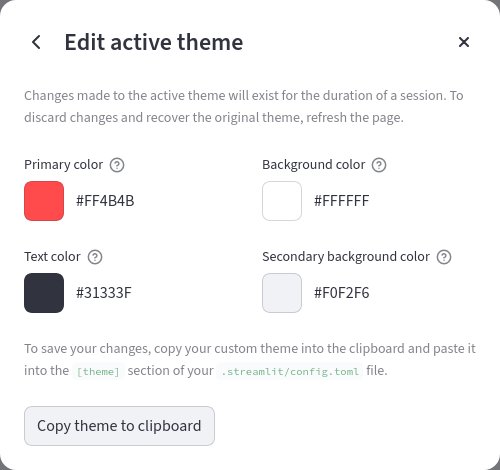 Edit active theme
Changes made to the active theme will exist for the duration of a session. To
discard changes and recover the original theme, refresh the page.
Primary color
Background color
#FF4B4B
#FFFFFF
Text color
Secondary background color
#31333F
#F0F2F6
To save your changes, copy your custom theme into the clipboard and paste it
into the [theme] section of your .streamlit/config.toml file.
Copy theme to clipboard